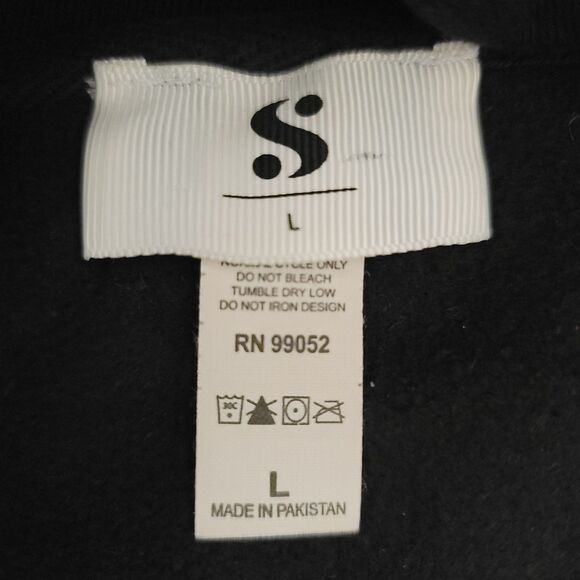 S
L
CYCLE ONLY
DO NOT BLEACH
TUMBLE DRY LOW
DO NOT IRON DESIGN
RN 99052
30C
L
MADE IN PAKISTAN